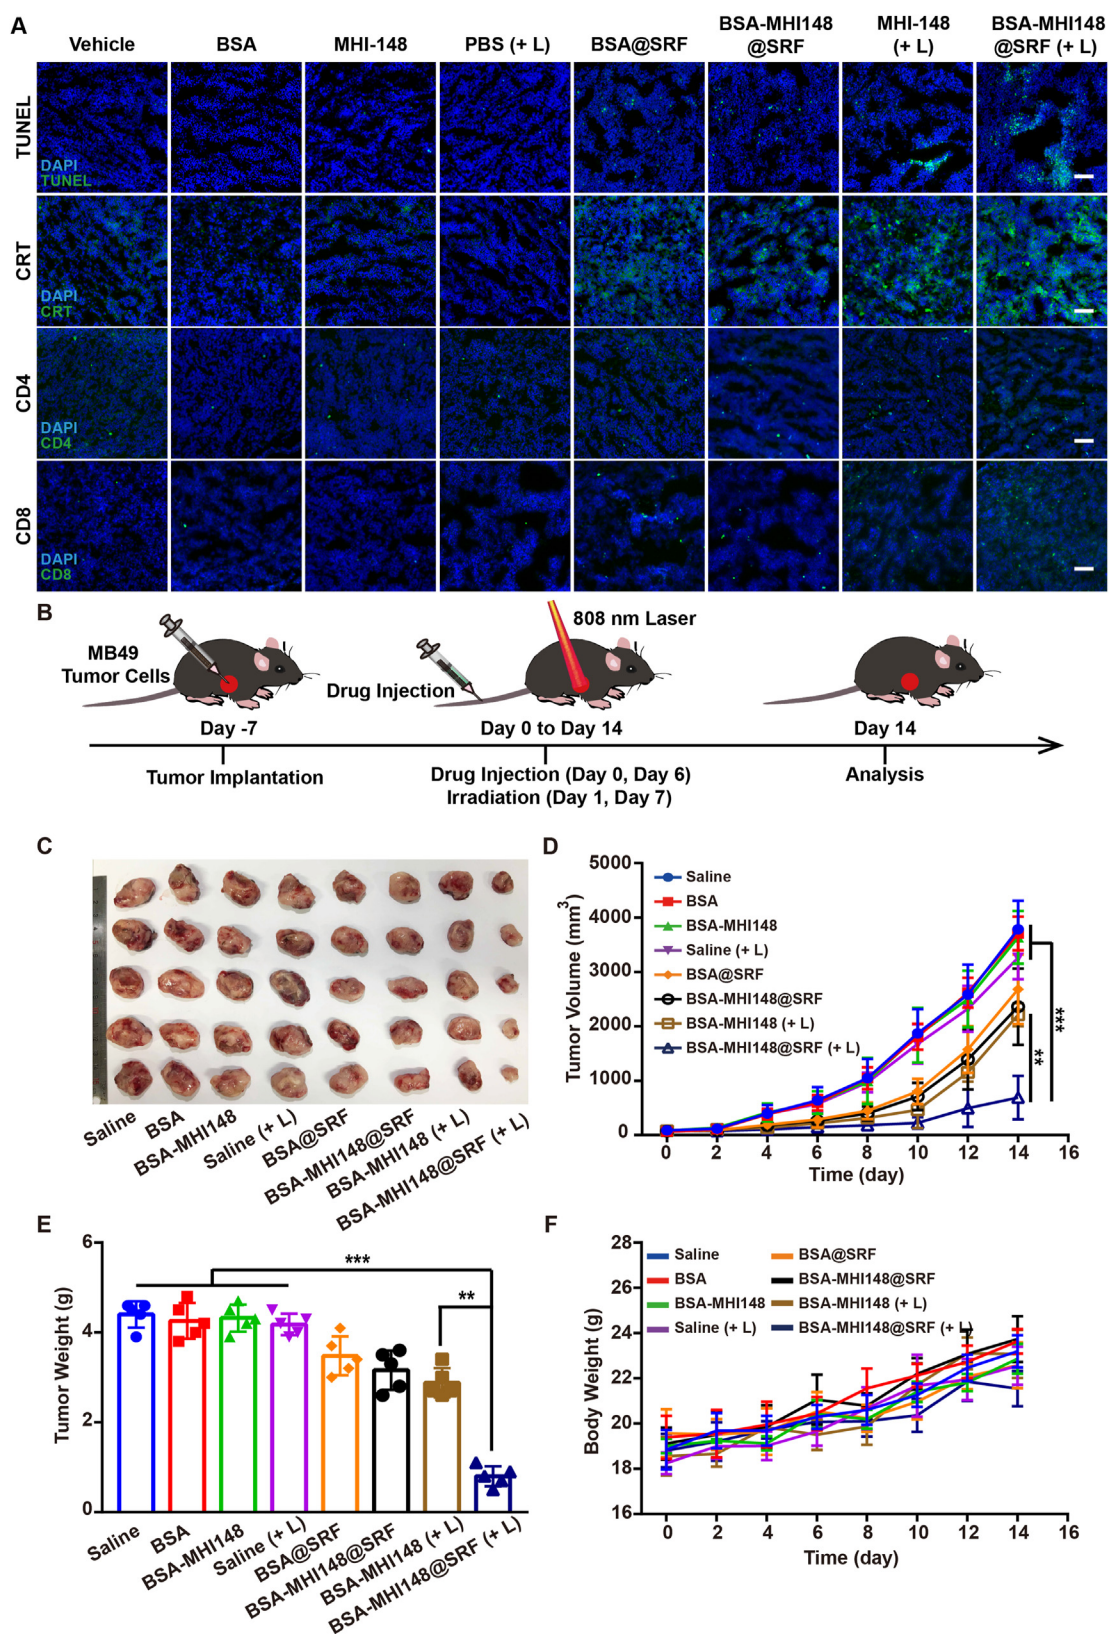 A
Vehicle
BSA
MHI-148
PBS (+ L)
BSA@SRF
BSA-MHI148
@SRF
MHI-148
(+ L)
BSA-MHI148
@SRF (+ L)
TUNEL
DAPI
TUNEL
CRT
DAPI
CRT
CD4
DAPI
CD4
CD8
DAPI
CD8
B
MB49
Tumor Cells
Drug Injection
808 nm Laser
Day -7
Day 0 to Day 14
Day 14
Tumor Implantation
Drug Injection (Day 0, Day 6)
Irradiation (Day 1, Day 7)
Analysis
C
Saline
BSA
BSA-MHI148
Saline (+ L)
BSA@SRF
BSA-MHI148@SRF
BSA-MHI148 (+ L)
BSA-MHI148@SRF (+ L)
D
Tumor Volume (mm3)
5000
4000
3000
2000
1000
0
Saline
BSA
BSA-MHI148
Saline (+ L)
BSA@SRF
BSA-MHI148@SRF
BSA-MHI148 (+ L)
BSA-MHI148@SRF (+ L)
**
***
0 2 4 6 8 10 12 14 16
Time (day)
E
Tumor Weight (g)
6
4
2
0
***
**
Saline
BSA
BSA-MHI148
Saline (+ L)
BSA@SRF
BSA-MHI148@SRF
BSA-MHI148 (+ L)
BSA-MHI148@SRF (+ L)
F
Body Weight (g)
28
26
24
22
20
18
16
Saline
BSA
BSA-MHI148
Saline (+ L)
BSA@SRF
BSA-MHI148@SRF
BSA-MHI148 (+ L)
BSA-MHI148@SRF (+ L)
0 2 4 6 8 10 12 14 16
Time (day)